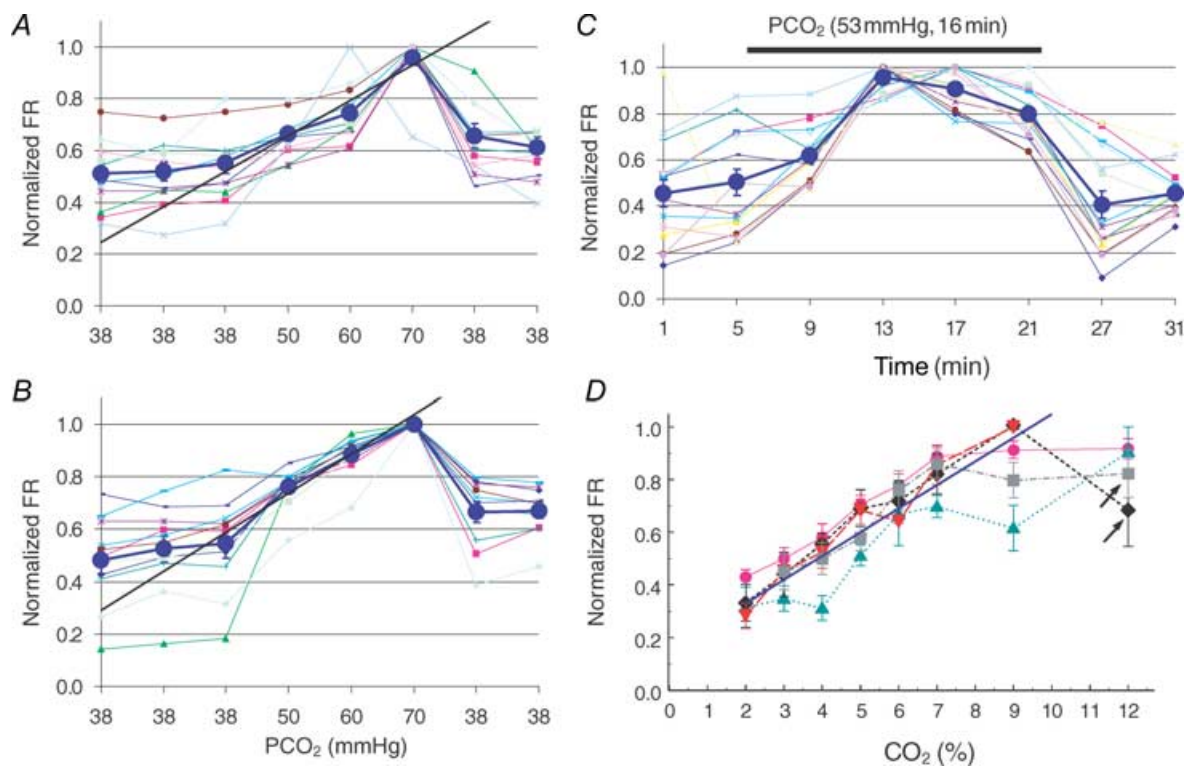 A
Normalized FR
1.0
0.8
0.6
0.4
0.2
0.0
38 38 38 50 60 70 38 38
B
Normalized FR
1.0
0.8
0.6
0.4
0.2
0.0
38 38 38 50 60 70 38 38
PCO₂ (mmHg)
C
PCO₂ (53 mmHg, 16 min)
Normalized FR
1.0
0.8
0.6
0.4
0.2
0.0
1 5 9 13 17 21 27 31
Time (min)
D
Normalized FR
1.0
0.8
0.6
0.4
0.2
0.0
0 1 2 3 4 5 6 7 8 9 10 11 12
CO₂ (%)